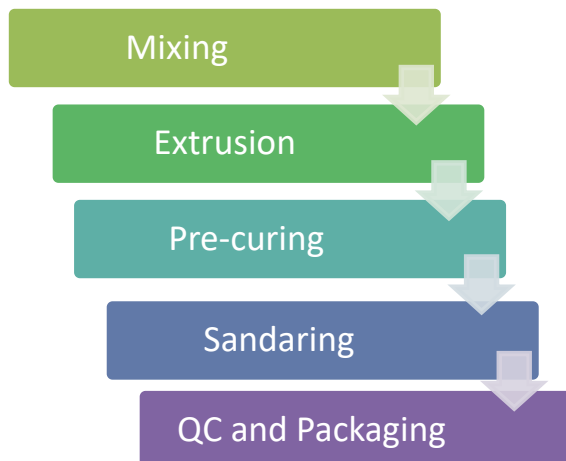 Mixing
Extrusion
Pre-curing
Sandaring
QC and Packaging